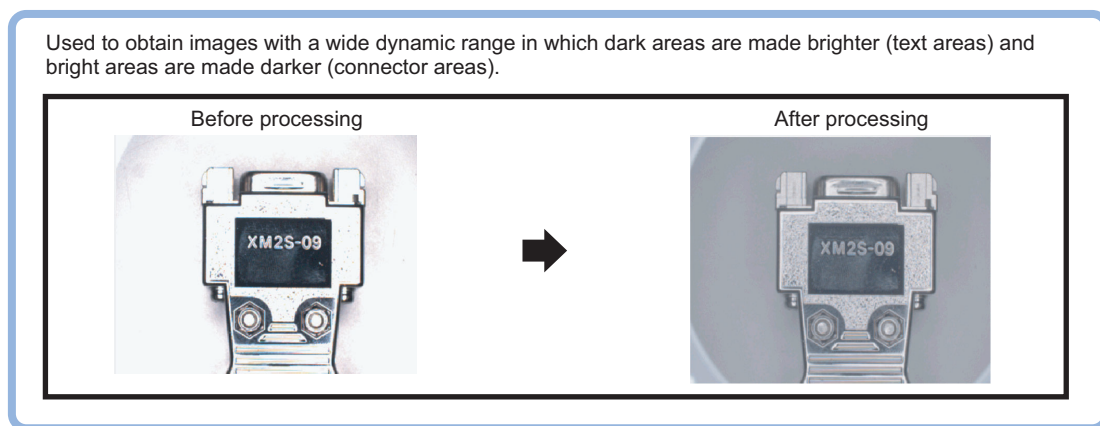 Used to obtain images with a wide dynamic range in which dark areas are made brighter (text areas) and
bright areas are made darker (connector areas).
Before processing
After processing
XM2S-09
XM2S-09